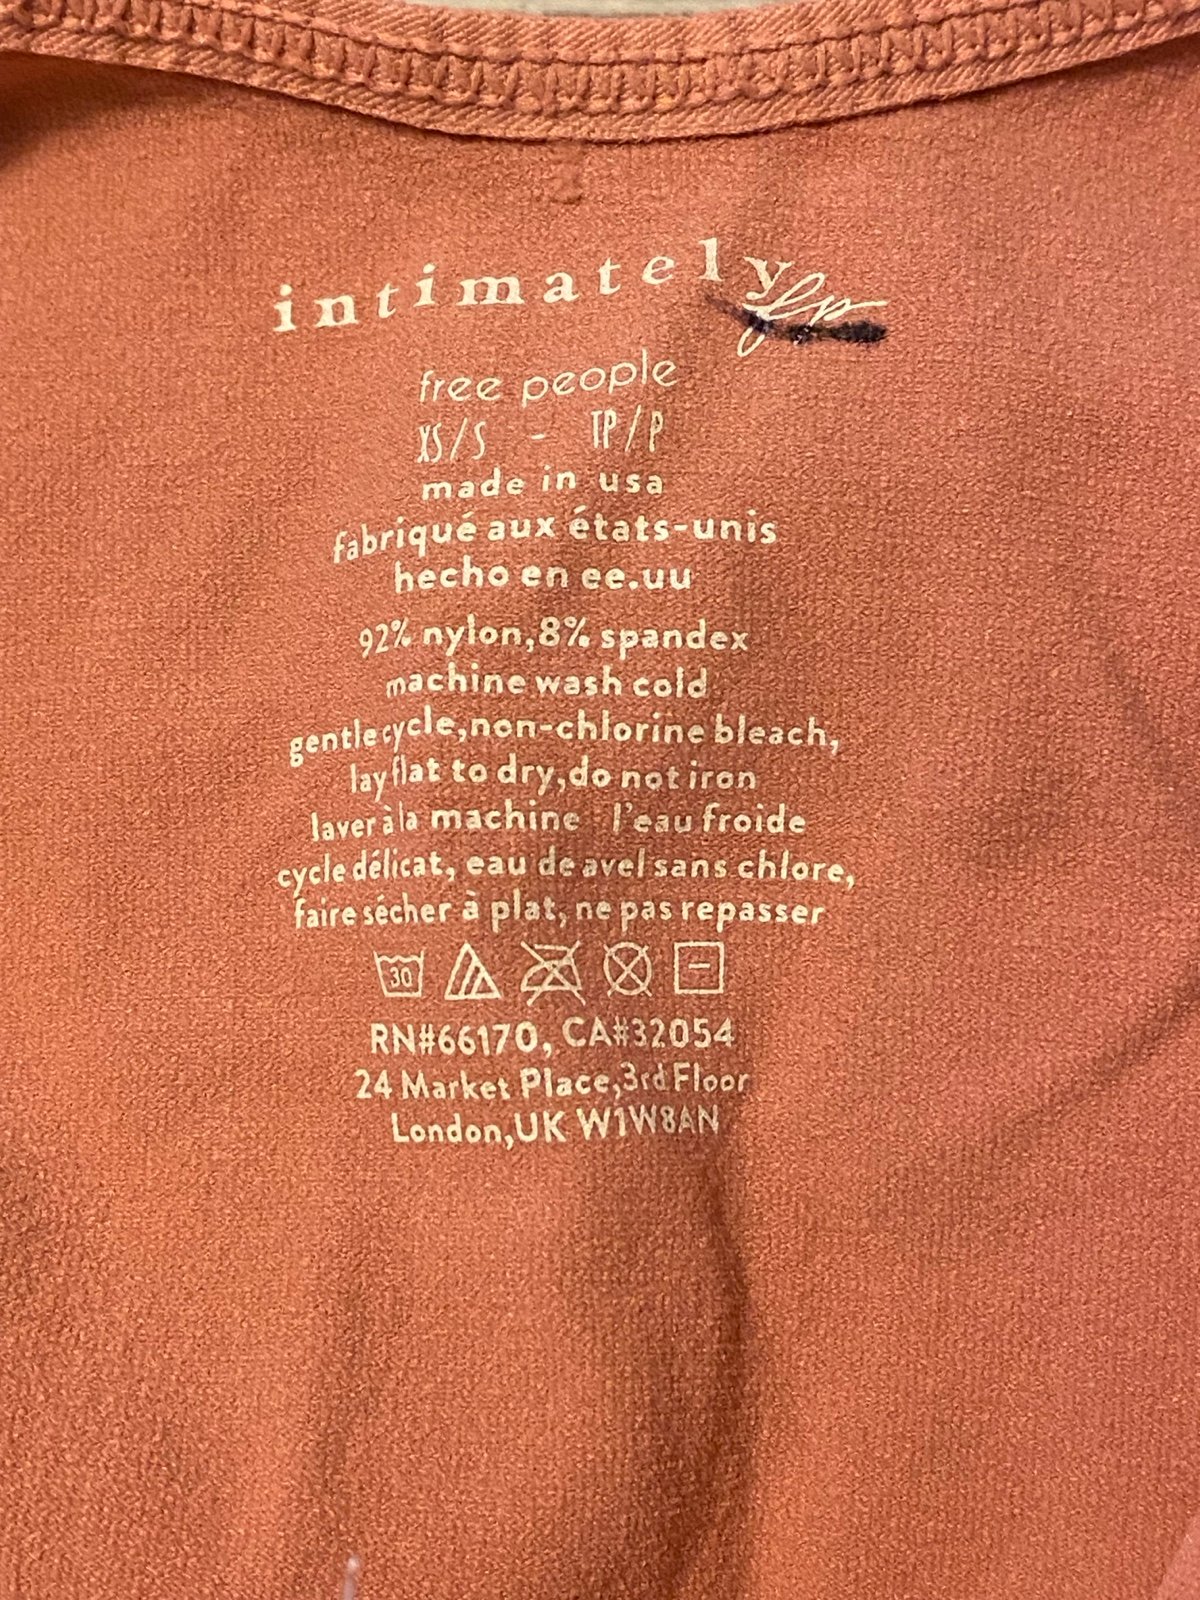 intimately fp
free people
XS/S - TP/P
made in usa
fabriqué aux états-unis
hecho en ee.uu
92% nylon,8% spandex
machine wash cold
gentle cycle,non-chlorine bleach,
lay flat to dry,do not iron
laver à la machine l'eau froide
cycle délicat, eau de avel sans chlore,
faire sécher à plat, ne pas repasser
30
RN#66170, CA#32054
24 Market Place,3rd Floor
London,UK W1W8AN